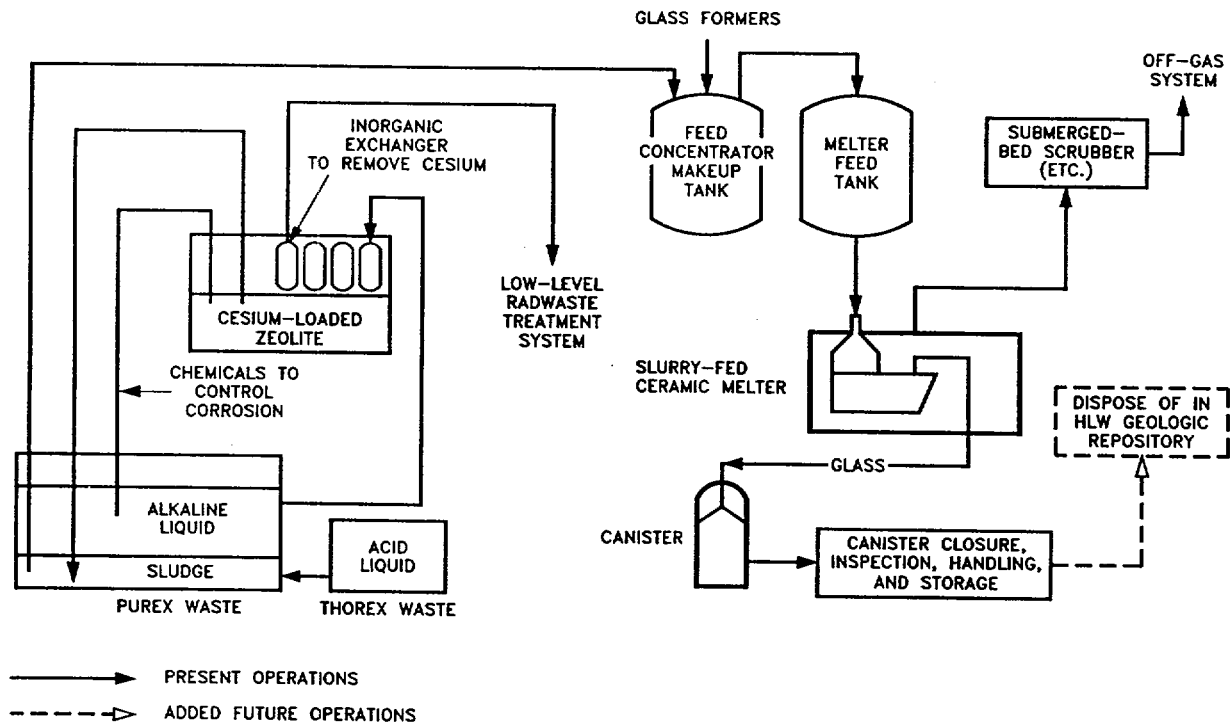 GLASS FORMERS
OFF-GAS
SYSTEM
INORGANIC
EXCHANGER
TO REMOVE CESIUM
FEED
CONCENTRATOR
MAKEUP
TANK
MELTER
FEED
TANK
SUBMERGED-
BED SCRUBBER
(ETC.)
CESIUM-LOADED
ZEOLITE
LOW-LEVEL
RADWASTE
TREATMENT
SYSTEM
CHEMICALS TO
CONTROL
CORROSION
SLURRY-FED
CERAMIC MELTER
DISPOSE OF IN
HLW GEOLOGIC
REPOSITORY
GLASS
ALKALINE
LIQUID
SLUDGE
ACID
LIQUID
PUREX WASTE
THOREX WASTE
CANISTER
CANISTER CLOSURE,
INSPECTION, HANDLING,
AND STORAGE
PRESENT OPERATIONS
ADDED FUTURE OPERATIONS